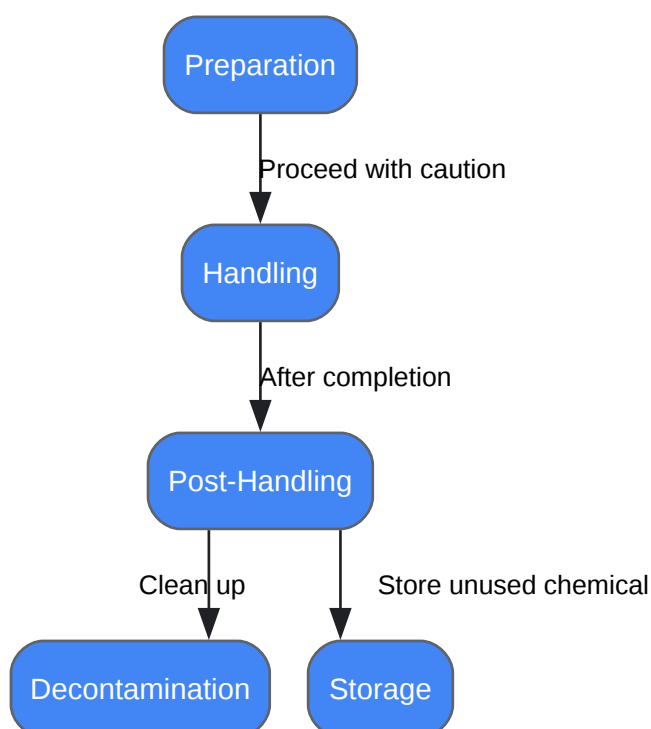 Preparation
Proceed with caution
Handling
After completion
Post-Handling
Clean up
Store unused chemical
Decontamination
Storage